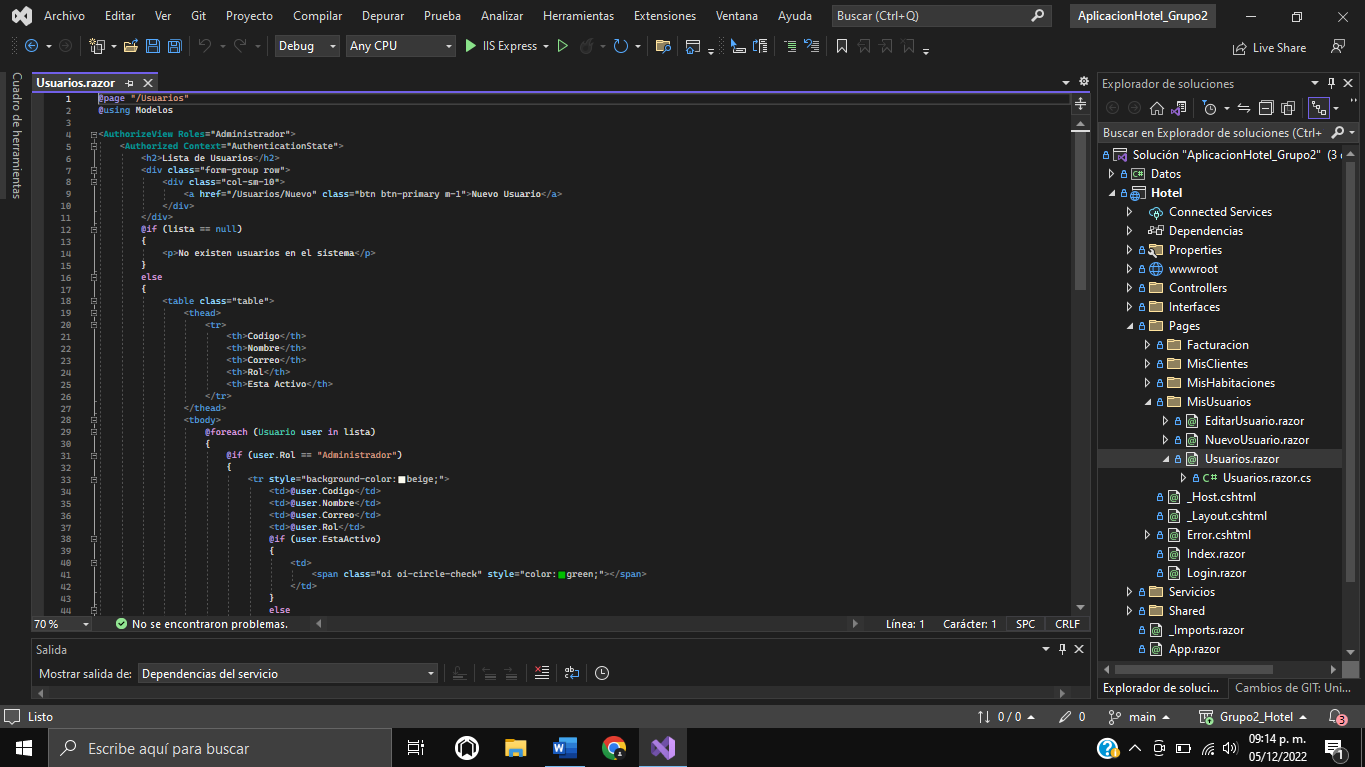 Archivo Editar Ver Git Proyecto Compilar Depurar Prueba Analizar Herramientas Extensiones Ventana Ayuda Buscar (Ctrl+Q) AplicacionHotel_Grupo2
Debug Any CPU IIS Express Live Share
Cuadro de herramientas
Usuarios.razor
1 @page "/Usuarios"
2 @using Modelos
3
4 <AuthorizeView Roles="Administrador">
5 <Authorized Context="AuthenticationState">
6 <h2>Lista de Usuarios</h2>
7 <div class="form-group row">
8 <div class="col-sm-10">
9 <a href="/Usuarios/Nuevo" class="btn btn-primary m-1">Nuevo Usuario</a>
10 </div>
11 </div>
12 @if (lista == null)
13 {
14 <p>No existen usuarios en el sistema</p>
15 }
16 else
17 {
18 <table class="table">
19 <thead>
20 <tr>
21 <th>Codigo</th>
22 <th>Nombre</th>
23 <th>Correo</th>
24 <th>Rol</th>
25 <th>Esta Activo</th>
26 </tr>
27 </thead>
28 <tbody>
29 @foreach (Usuario user in lista)
30 {
31 @if (user.Rol == "Administrador")
32 {
33 <tr style="background-color:beige;">
34 <td>@user.Codigo</td>
35 <td>@user.Nombre</td>
36 <td>@user.Correo</td>
37 <td>@user.Rol</td>
38 @if (user.EstaActivo)
39 {
40 <td>
41 <span class="oi oi-circle-check" style="color:green;"></span>
42 </td>
43 }
44 else
70 % No se encontraron problemas. Línea: 1 Carácter: 1 SPC CRLF
Salida
Mostrar salida de: Dependencias del servicio
Explorador de soluciones
Buscar en Explorador de soluciones (Ctrl+
Solución "AplicacionHotel_Grupo2" (3 
C# Datos
Hotel
Connected Services
Dependencias
Properties
wwwroot
Controllers
Interfaces
Pages
Facturacion
MisClientes
MisHabitaciones
MisUsuarios
EditarUsuario.razor
NuevoUsuario.razor
Usuarios.razor
C# Usuarios.razor.cs
_Host.cshtml
_Layout.cshtml
Error.cshtml
Index.razor
Login.razor
Servicios
Shared
_Imports.razor
App.razor
Explorador de soluci... Cambios de GIT: Uni...
Listo 0 / 0 0 main Grupo2_Hotel 3
Escribe aquí para buscar 09:14 p. m.
05/12/2022 1